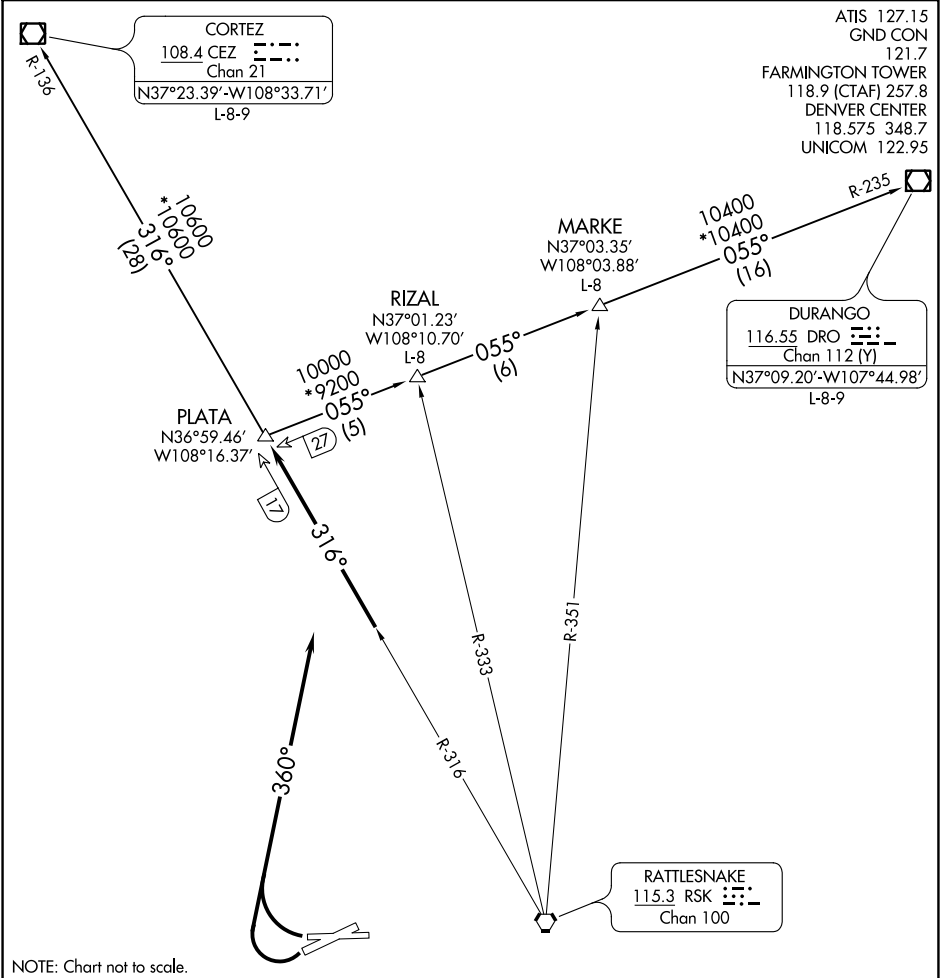 CORTEZ
108.4 CEZ
Chan 21
N37°23.39'-W108°33.71'
L-8-9
ATIS 127.15
GND CON
121.7
FARMINGTON TOWER
118.9 (CTAF) 257.8
DENVER CENTER
118.575 348.7
UNICOM 122.95
R-136
R-235
10600
*10600
316°
(28)
MARKE
N37°03.35'
W108°03.88'
L-8
10400
*10400
055°
(16)
RIZAL
N37°01.23'
W108°10.70'
L-8
055°
(6)
DURANGO
116.55 DRO
Chan 112 (Y)
N37°09.20'-W107°44.98'
L-8-9
10000
*9200
055°
(5)
PLATA
N36°59.46'
W108°16.37'
27
17
316°
R-333
R-351
R-316
360°
RATTLESNAKE
115.3 RSK
Chan 100
NOTE: Chart not to scale.